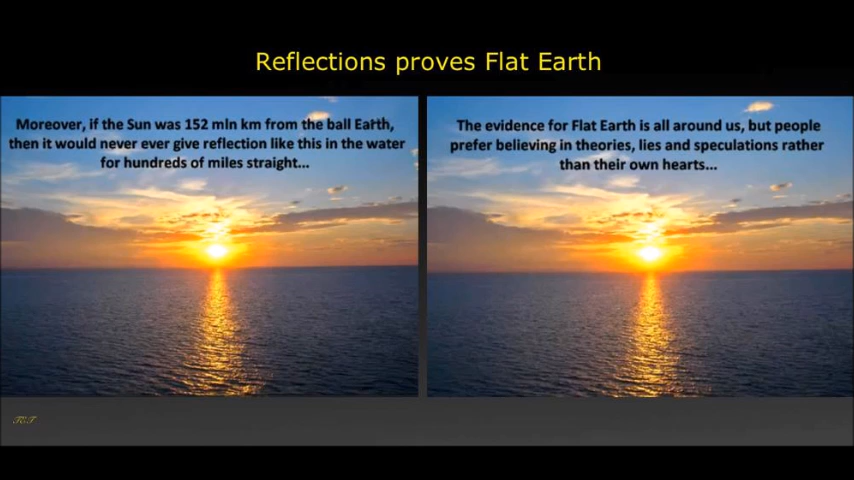 Reflections proves Flat Earth
Moreover, if the Sun was 152 mln km from the ball Earth,
then it would never ever give reflection like this in the water
for hundreds of miles straight...
The evidence for Flat Earth is all around us, but people
prefer believing in theories, lies and speculations rather
than their own hearts...